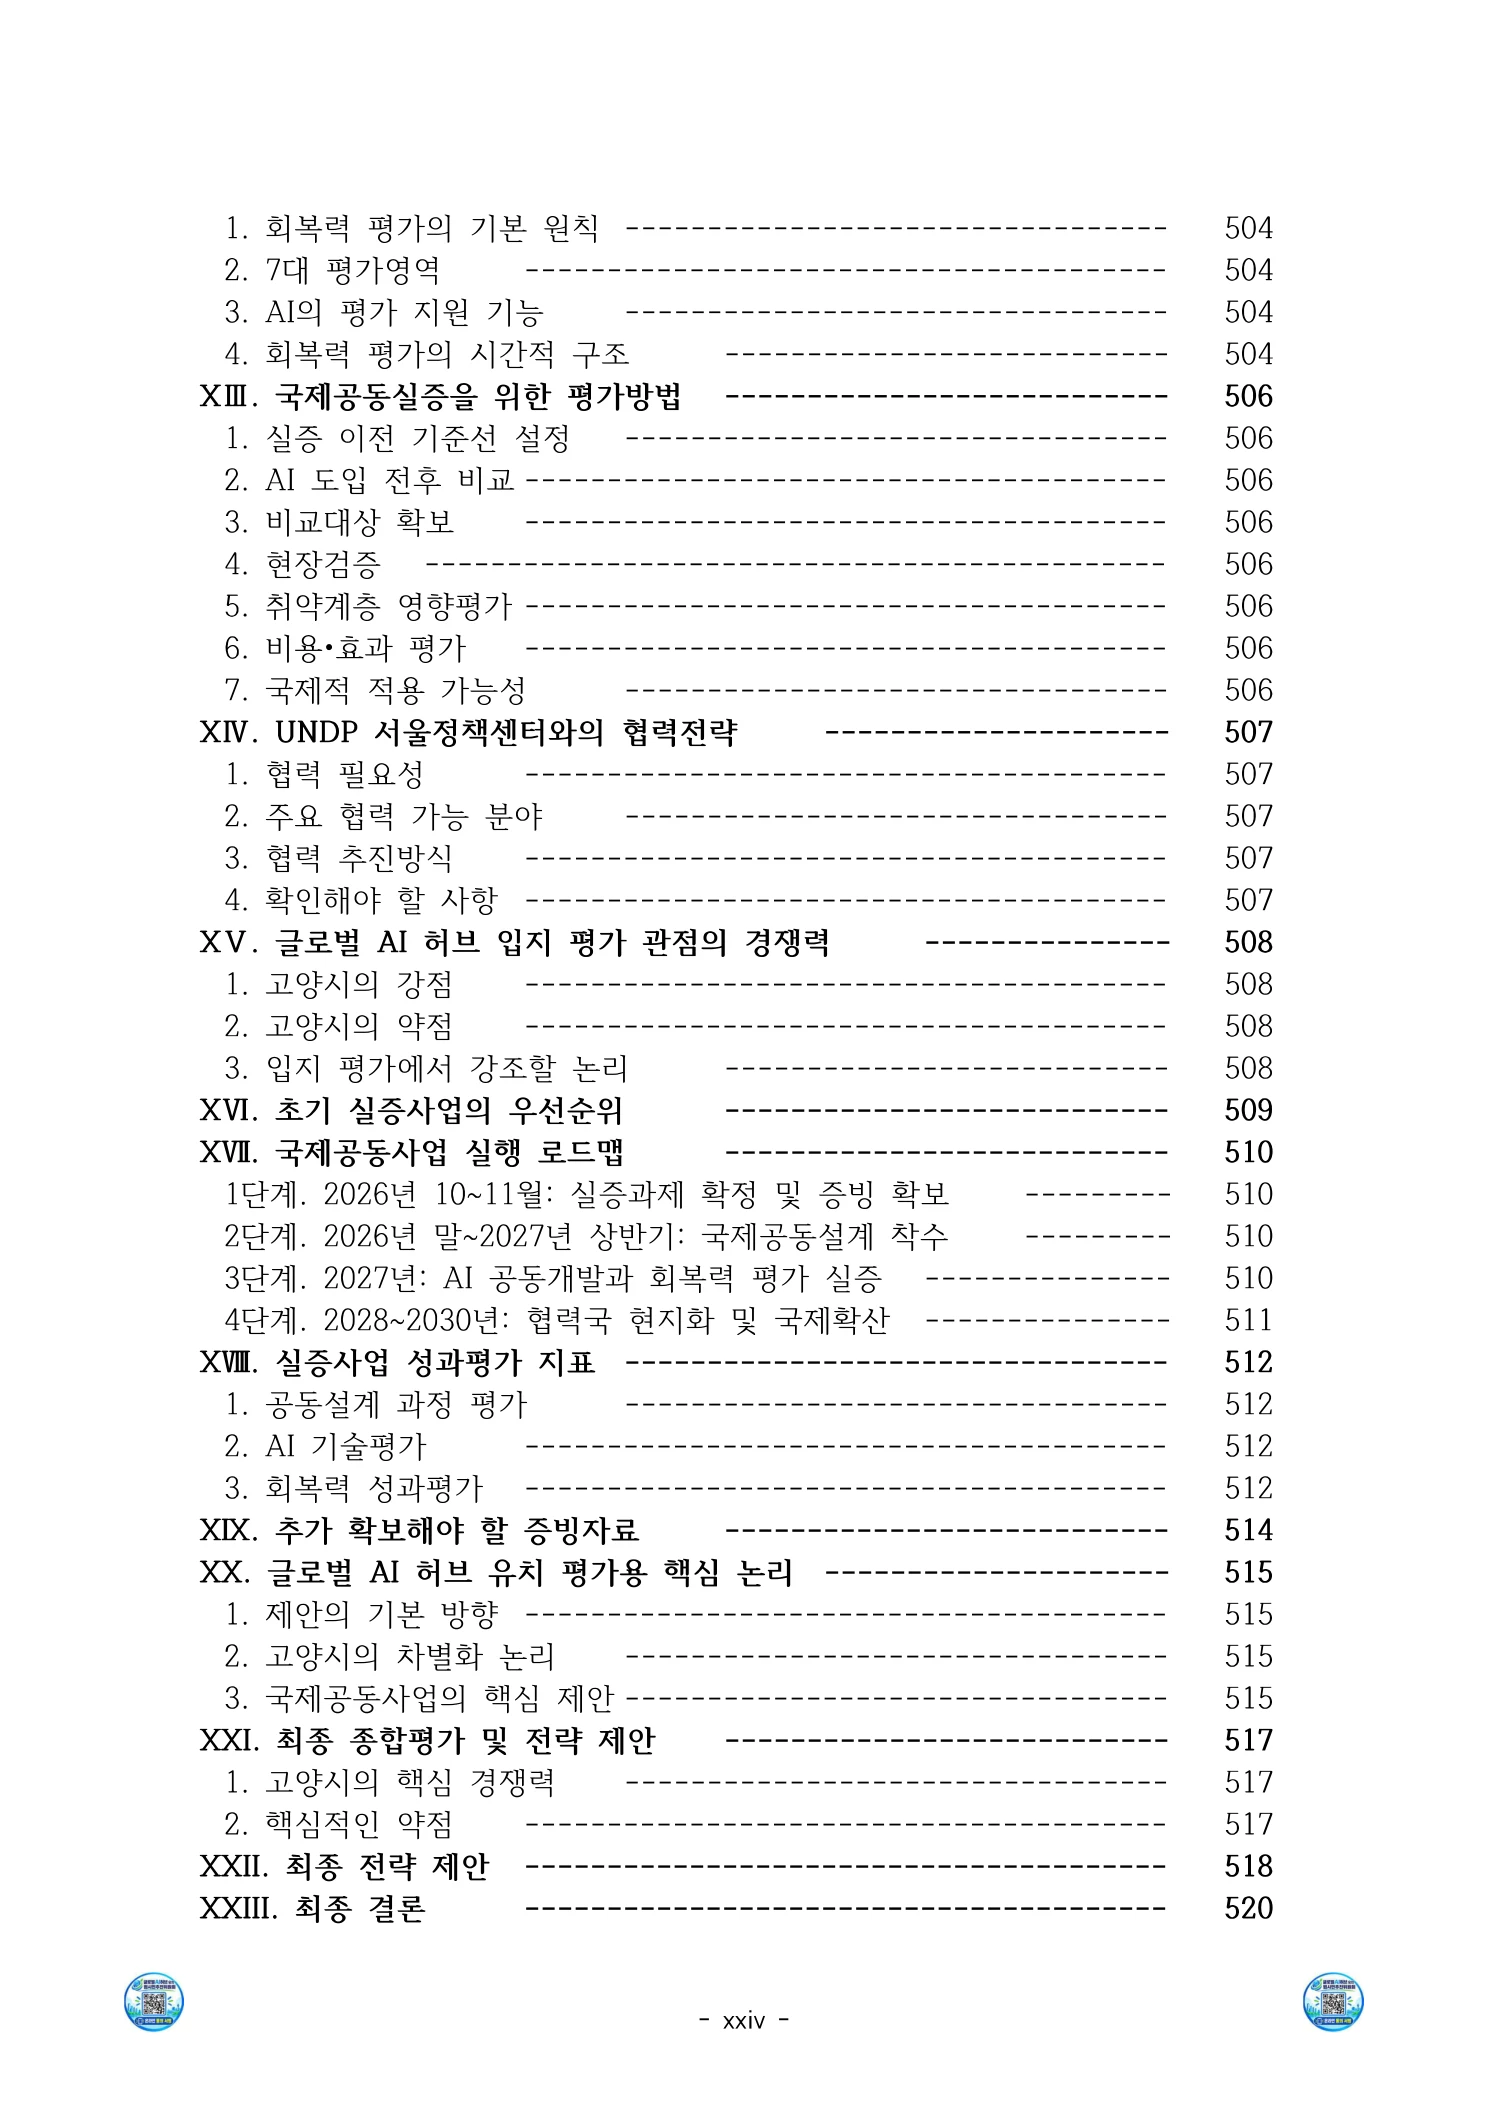 1. 회복력 평가의 기본 원칙 --------------------------------- 504
2. 7대 평가영역 --------------------------------------- 504
3. AI의 평가 지원 기능 --------------------------------- 504
4. 회복력 평가의 시간적 구조 --------------------------- 504
XⅢ. 국제공동실증을 위한 평가방법 --------------------------- 506
1. 실증 이전 기준선 설정 --------------------------------- 506
2. AI 도입 전후 비교 --------------------------------------- 506
3. 비교대상 확보 --------------------------------------- 506
4. 현장검증 --------------------------------------------- 506
5. 취약계층 영향평가 --------------------------------------- 506
6. 비용•효과 평가 --------------------------------------- 506
7. 국제적 적용 가능성 --------------------------------- 506
XⅣ. UNDP 서울정책센터와의 협력전략 --------------------- 507
1. 협력 필요성 --------------------------------------- 507
2. 주요 협력 가능 분야 --------------------------------- 507
3. 협력 추진방식 --------------------------------------- 507
4. 확인해야 할 사항 --------------------------------------- 507
XⅤ. 글로벌 AI 허브 입지 평가 관점의 경쟁력 --------------- 508
1. 고양시의 강점 --------------------------------------- 508
2. 고양시의 약점 --------------------------------------- 508
3. 입지 평가에서 강조할 논리 --------------------------- 508
XⅥ. 초기 실증사업의 우선순위 --------------------------- 509
XⅦ. 국제공동사업 실행 로드맵 --------------------------- 510
1단계. 2026년 10~11월: 실증과제 확정 및 증빙 확보 --------- 510
2단계. 2026년 말~2027년 상반기: 국제공동설계 착수 --------- 510
3단계. 2027년: AI 공동개발과 회복력 평가 실증 --------------- 510
4단계. 2028~2030년: 협력국 현지화 및 국제확산 --------------- 511
XⅧ. 실증사업 성과평가 지표 --------------------------------- 512
1. 공동설계 과정 평가 --------------------------------- 512
2. AI 기술평가 --------------------------------------- 512
3. 회복력 성과평가 --------------------------------------- 512
XⅨ. 추가 확보해야 할 증빙자료 --------------------------- 514
XX. 글로벌 AI 허브 유치 평가용 핵심 논리 --------------------- 515
1. 제안의 기본 방향 --------------------------------------- 515
2. 고양시의 차별화 논리 --------------------------------- 515
3. 국제공동사업의 핵심 제안 --------------------------------- 515
XXI. 최종 종합평가 및 전략 제안 --------------------------- 517
1. 고양시의 핵심 경쟁력 --------------------------------- 517
2. 핵심적인 약점 --------------------------------------- 517
XXII. 최종 전략 제안 --------------------------------------- 518
XXIII. 최종 결론 --------------------------------------- 520
- xxiv -